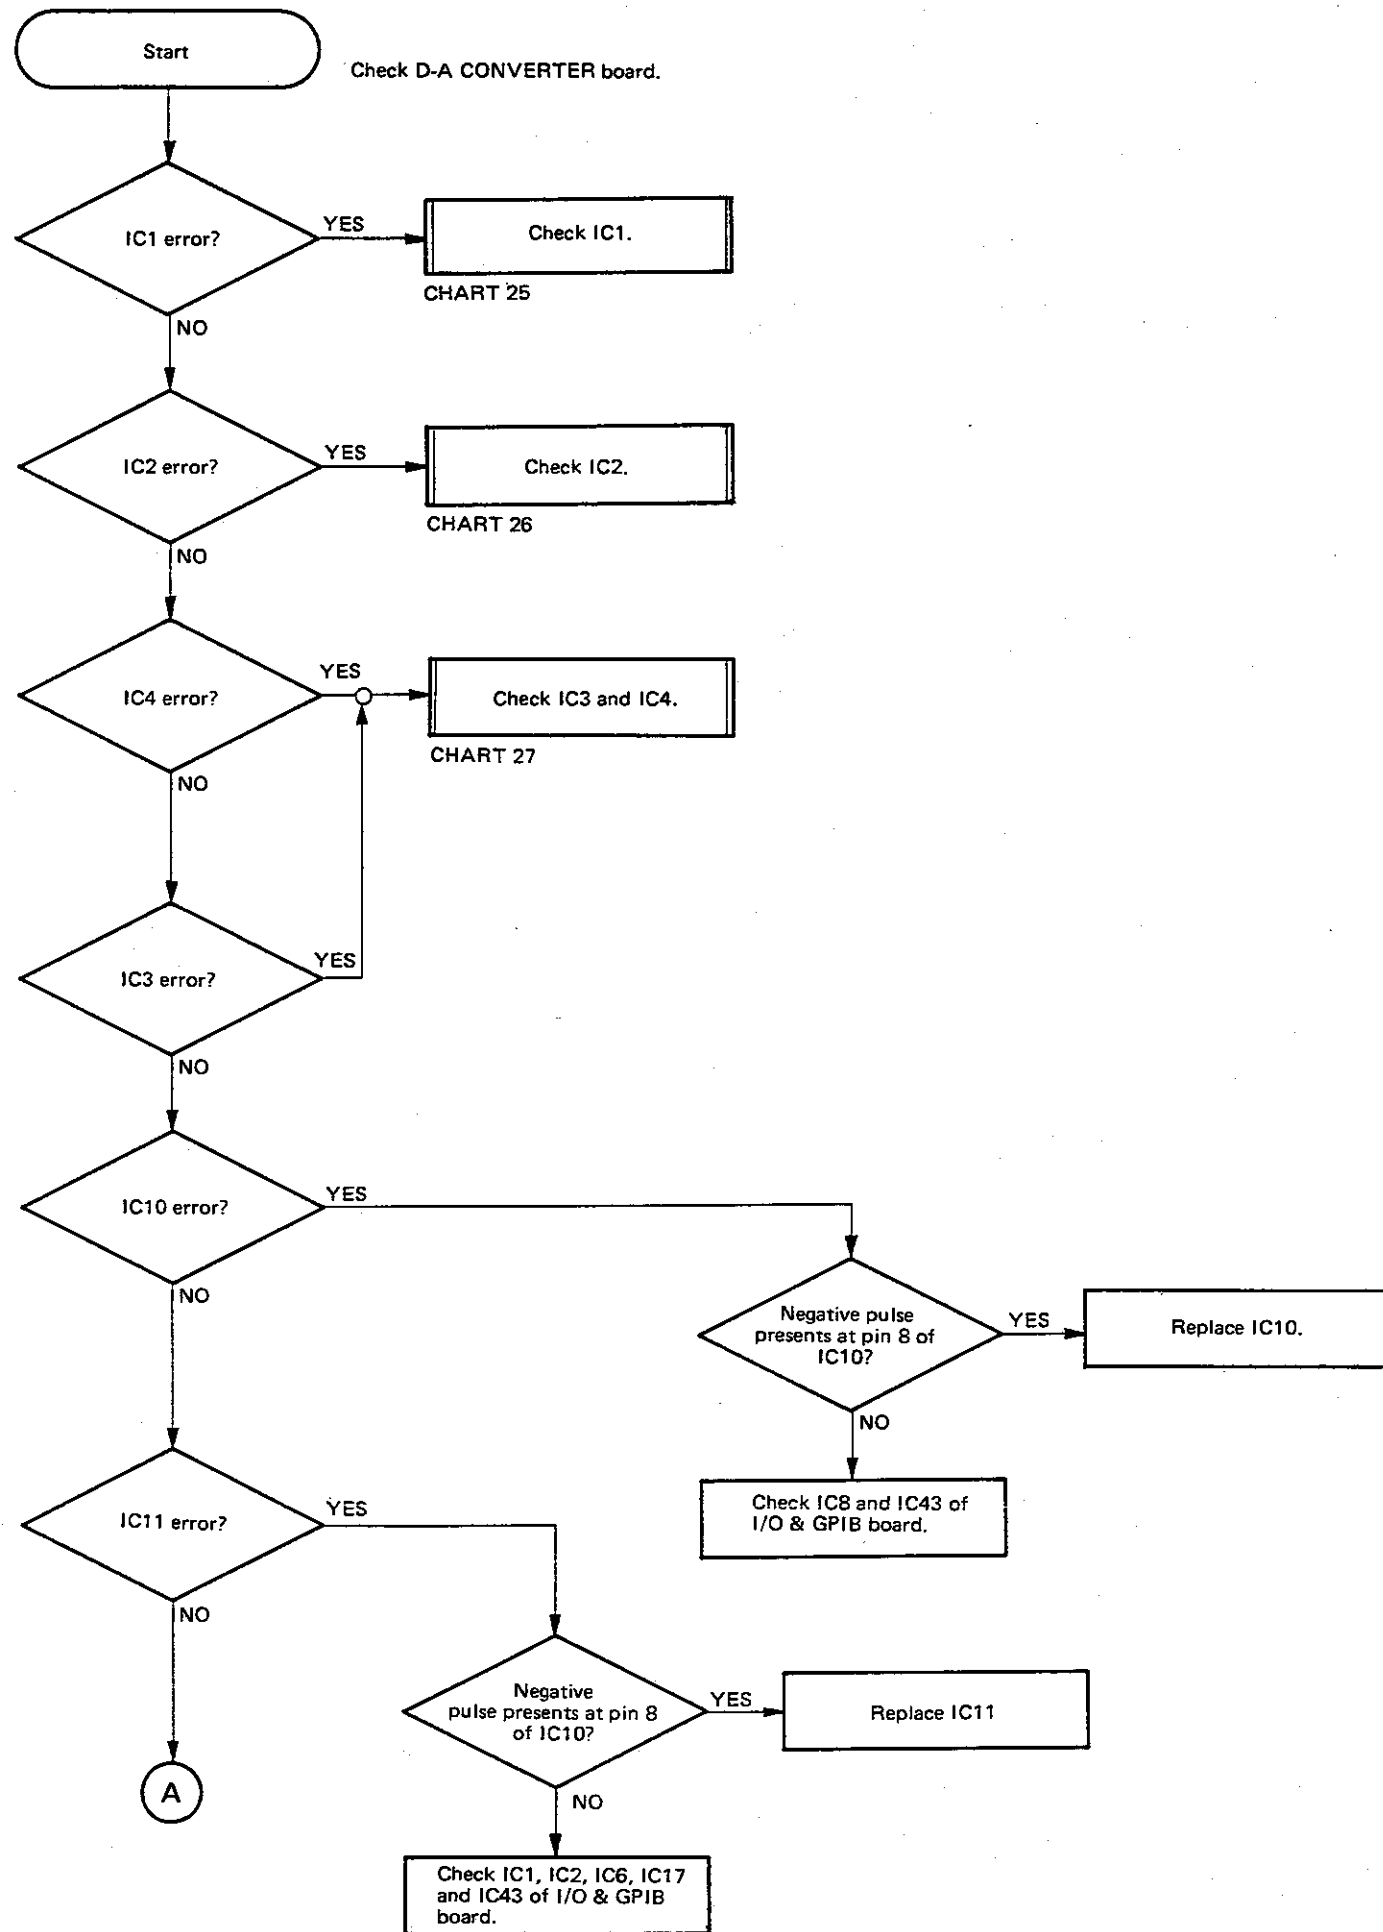 Start
Check D-A CONVERTER board.
IC1 error?
YES
Check IC1.
CHART 25
NO
IC2 error?
YES
Check IC2.
CHART 26
NO
IC4 error?
YES
Check IC3 and IC4.
CHART 27
NO
IC3 error?
YES
NO
IC10 error?
YES
NO
Negative pulse
presents at pin 8 of
IC10?
YES
Replace IC10.
NO
Check IC8 and IC43 of
I/O & GPIB board.
IC11 error?
YES
NO
Negative
pulse presents at pin 8
of IC10?
YES
Replace IC11
NO
Check IC1, IC2, IC6, IC17
and IC43 of I/O & GPIB
board.
A